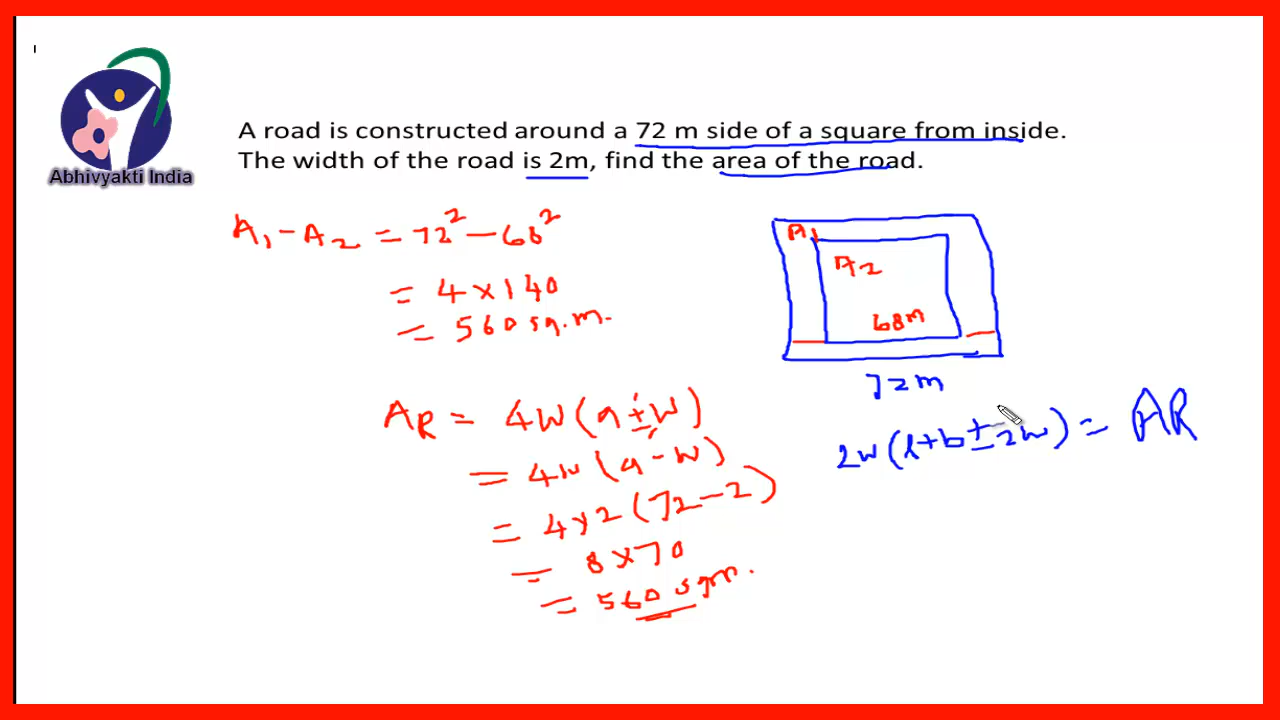 A road is constructed around a 72 m side of a square from inside.
The width of the road is 2m, find the area of the road.
Abhivyakti India
A₁ - A₂ = 72² - 68²
= 4 × 140
= 560 sq.m.
A₁
A₂
68m
72m
AR = 4W(a ± W)
= 4W(a - W)
= 4×2(72-2)
= 8×70
= 560 sqm.
2w(l+b±2w) = AR